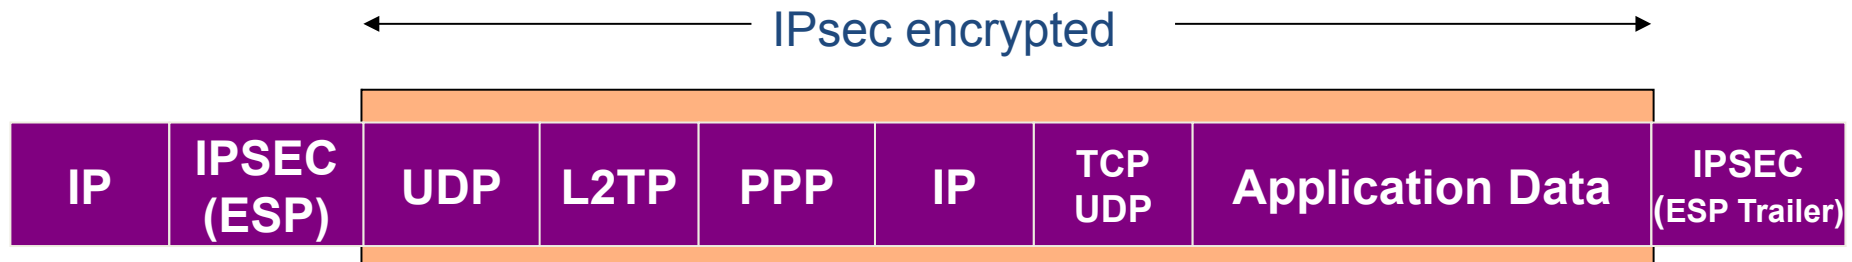 IPsec encrypted
IP
IPSEC
(ESP)
UDP
L2TP
PPP
IP
TCP
UDP
Application Data
IPSEC
(ESP Trailer)